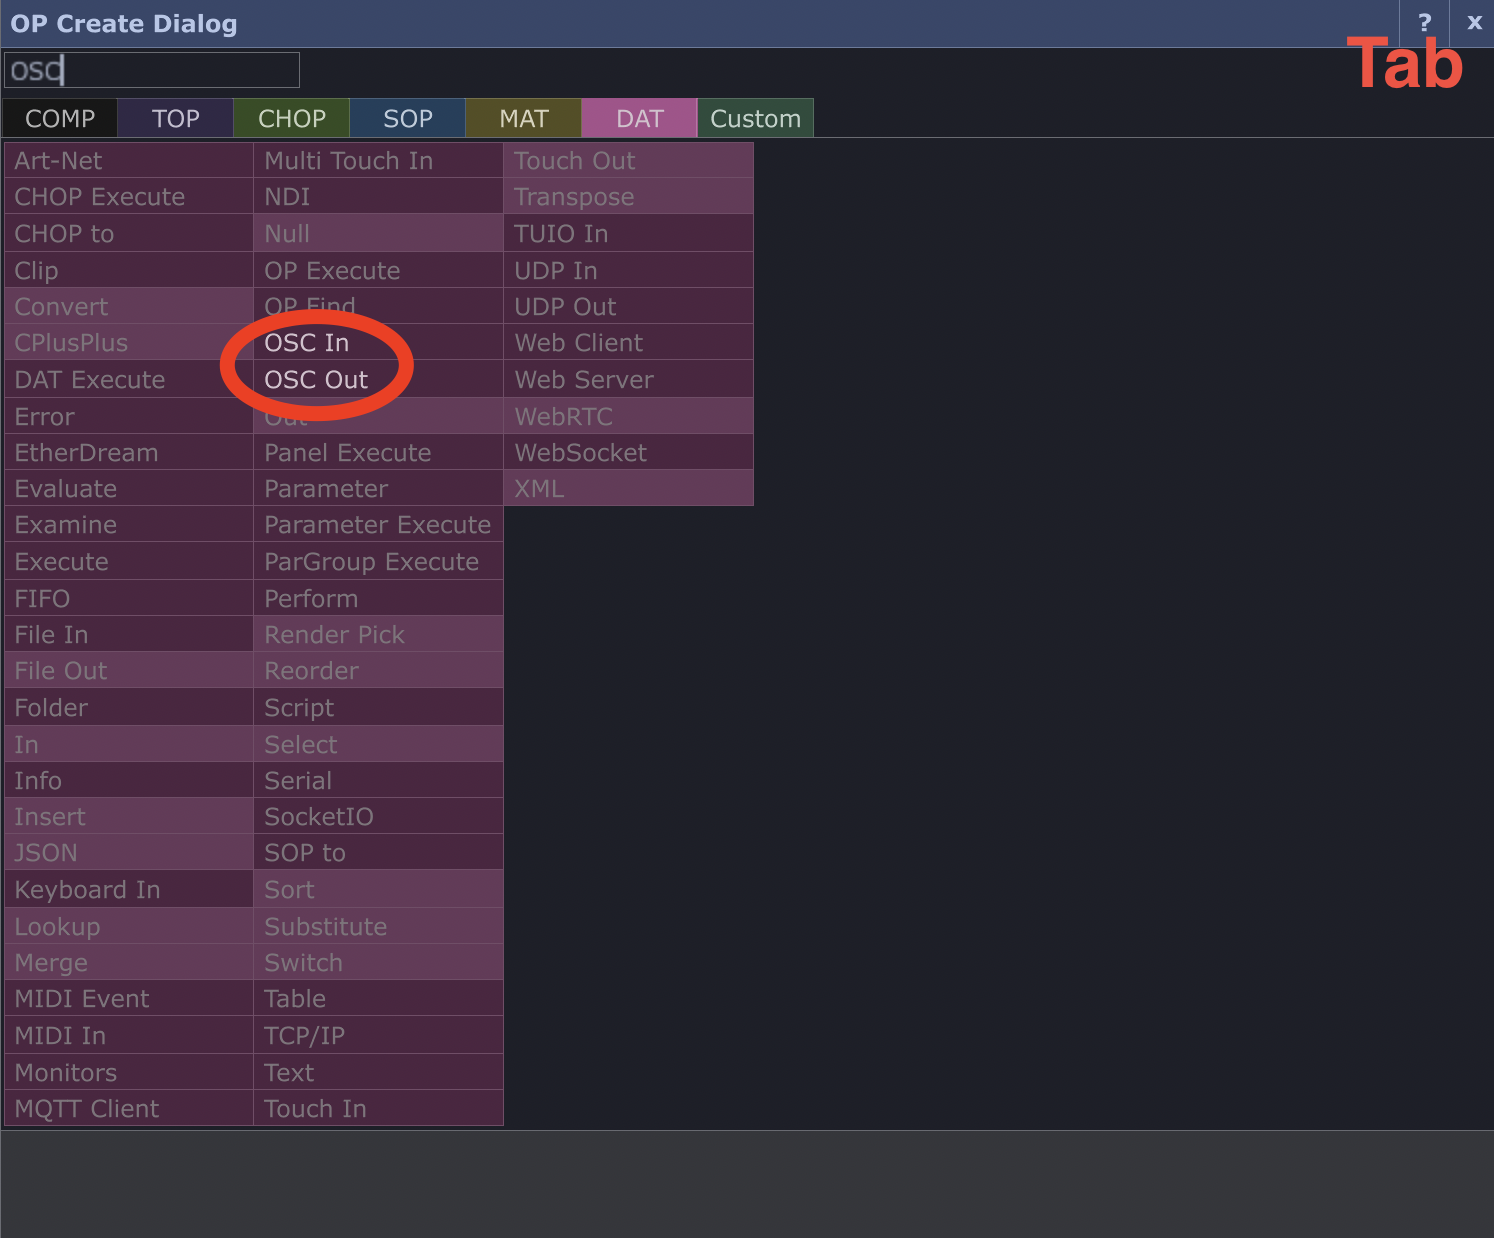 OP Create Dialog ? x
Tab
osc
COMP TOP CHOP SOP MAT DAT Custom
Art-Net Multi Touch In Touch Out
CHOP Execute NDI Transpose
CHOP to Null TUIO In
Clip OP Execute UDP In
Convert OP Find UDP Out
CPlusPlus OSC In Web Client
DAT Execute OSC Out Web Server
Error Out WebRTC
EtherDream Panel Execute WebSocket
Evaluate Parameter XML
Examine Parameter Execute
Execute ParGroup Execute
FIFO Perform
File In Render Pick
File Out Reorder
Folder Script
In Select
Info Serial
Insert SocketIO
JSON SOP to
Keyboard In Sort
Lookup Substitute
Merge Switch
MIDI Event Table
MIDI In TCP/IP
Monitors Text
MQTT Client Touch In